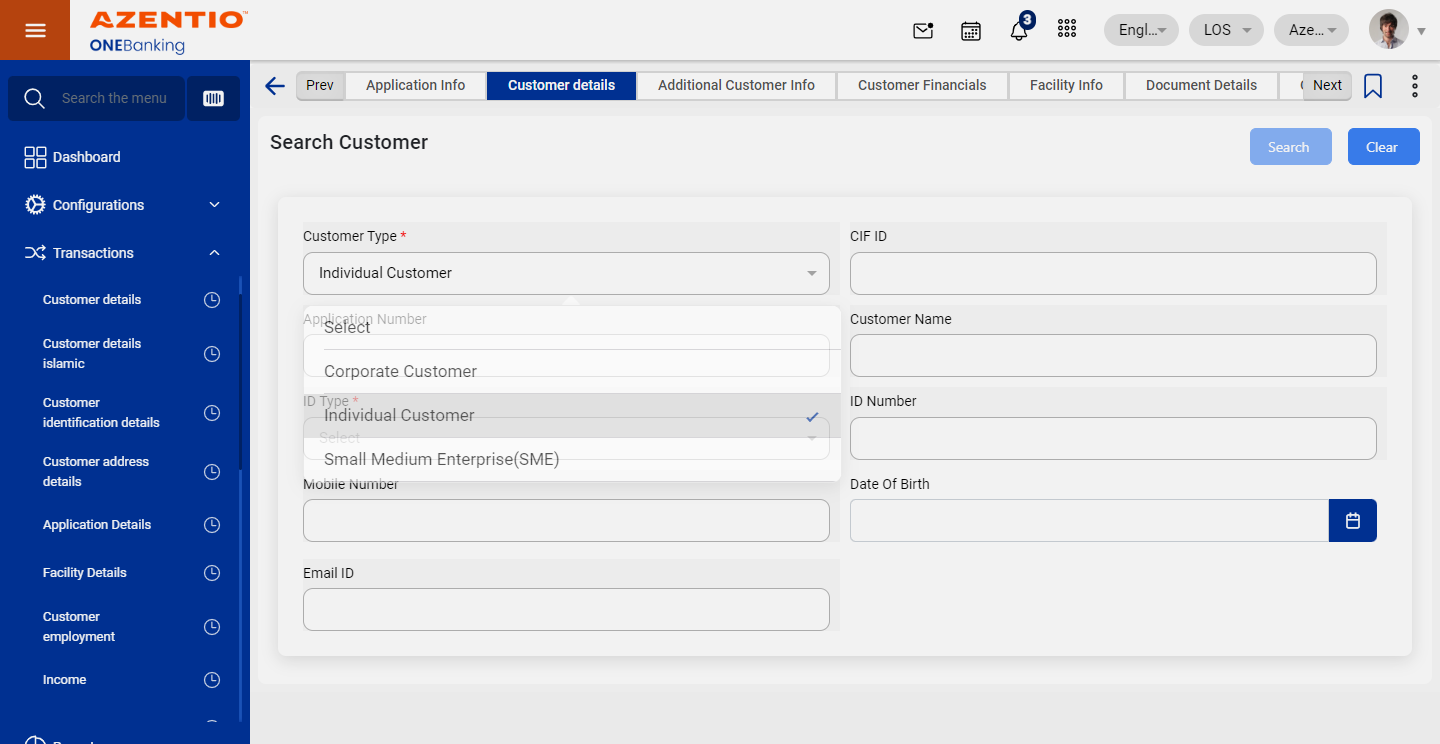 AZENTIO™
ONEBanking
3
Engl...
LOS
Aze...
Search the menu
Dashboard
Configurations
Transactions
Customer details
Customer details
islamic
Customer
identification details
Customer address
details
Application Details
Facility Details
Customer
employment
Income
Prev
Application Info
Customer details
Additional Customer Info
Customer Financials
Facility Info
Document Details
Next
Search Customer
Search
Clear
Customer Type *
Individual Customer
CIF ID
Application Number
Select
Customer Name
Corporate Customer
ID Type *
Individual Customer
Select
ID Number
Small Medium Enterprise(SME)
Mobile Number
Date Of Birth
Email ID